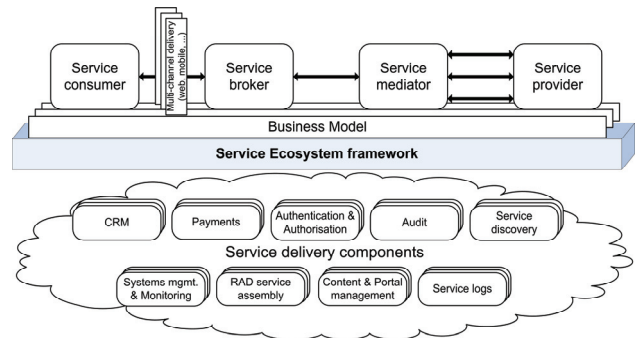 Service
consumer
Multi-channel delivery
(web, mobile, ...)
Service
broker
Service
mediator
Service
provider
Business Model
Service Ecosystem framework
CRM
Payments
Authentication &
Authorisation
Audit
Service
discovery
Service delivery components
Systems mgmt.
& Monitoring
RAD service
assembly
Content & Portal
management
Service logs